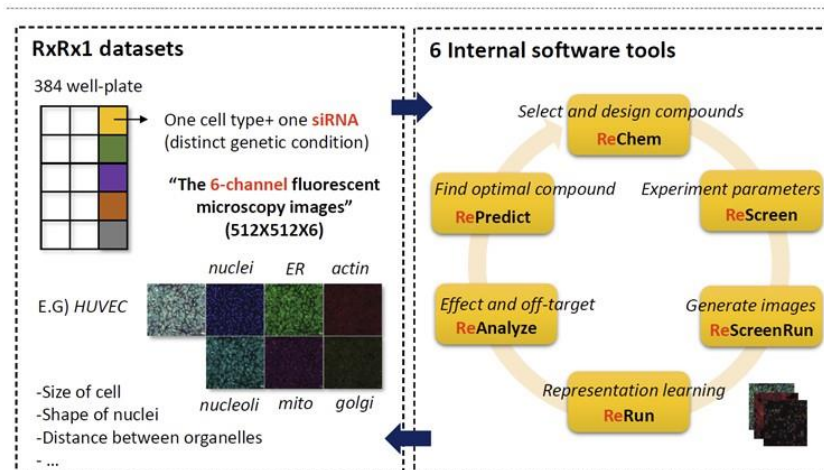 RxRx1 datasets
384 well-plate
One cell type+ one siRNA
(distinct genetic condition)
“The 6-channel fluorescent
microscopy images”
(512X512X6)
nuclei ER actin
E.G) HUVEC
nucleoli mito golgi
-Size of cell
-Shape of nuclei
-Distance between organelles
- ...
6 Internal software tools
Select and design compounds
ReChem
Experiment parameters
ReScreen
Generate images
ReScreenRun
Representation learning
ReRun
Effect and off-target
ReAnalyze
Find optimal compound
RePredict